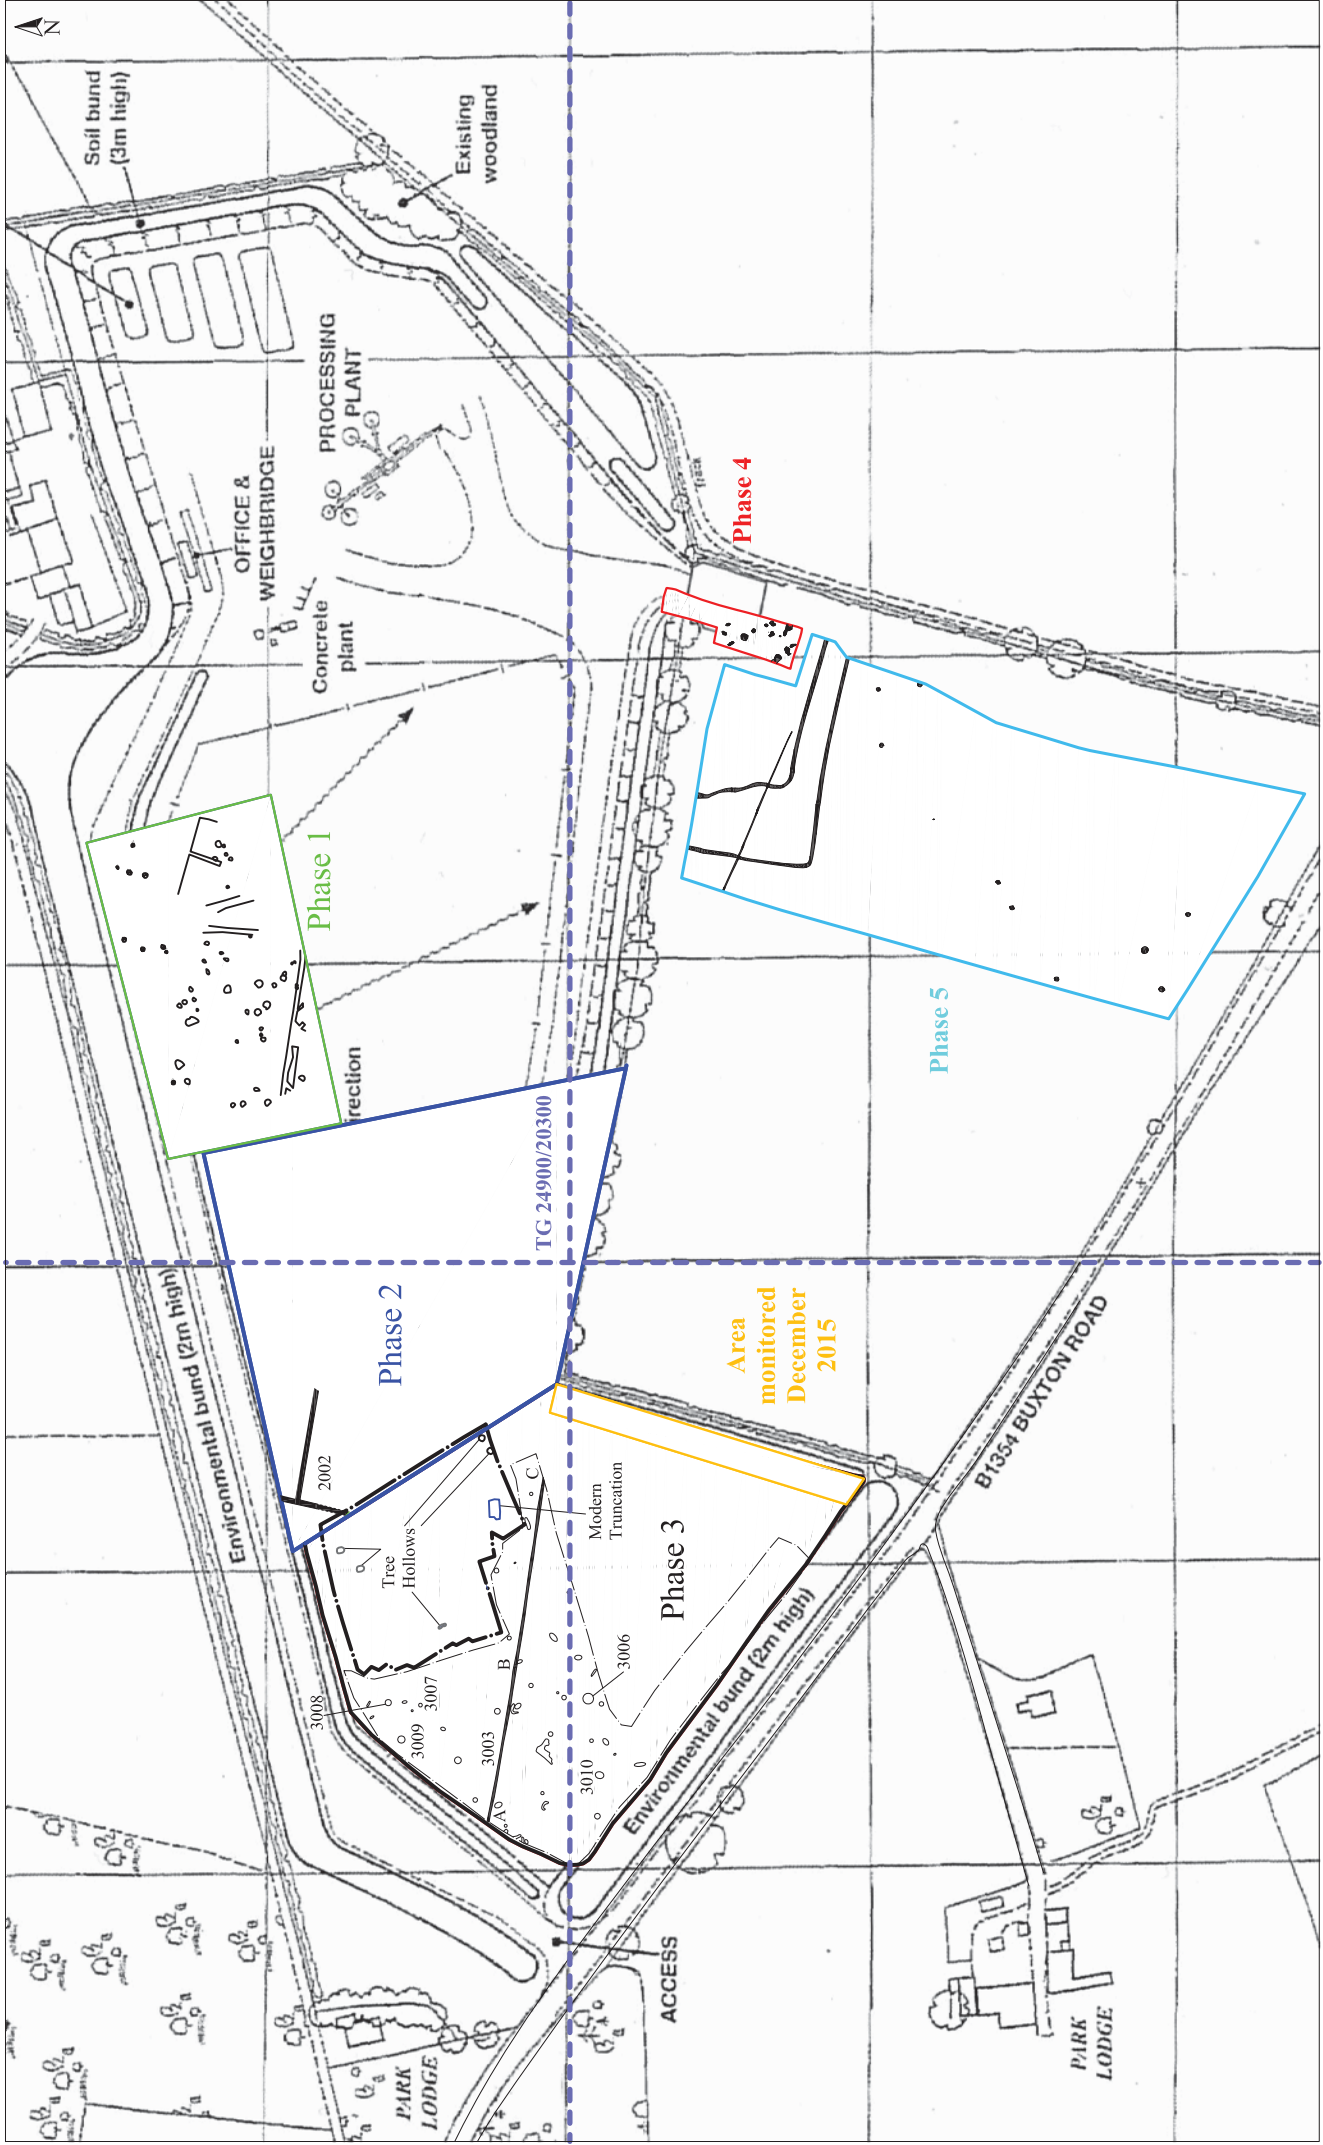 N
Soil bund
(3m high)
Existing
woodland
PROCESSING
PLANT
OFFICE &
WEIGHBRIDGE
Concrete
plant
Track
Phase 4
Phase 1
irection
Phase 5
TG 24900/20300
Phase 2
Environmental bund (2m high)
Area
monitored
December
2015
B1354 BUXTON ROAD
2002
Tree
Hollows
Modern
Truncation
C
Phase 3
B
3006
3007
3008
3009
3003
3010
A
Environmental bund (2m high)
ACCESS
PARK
LODGE
PARK
LODGE